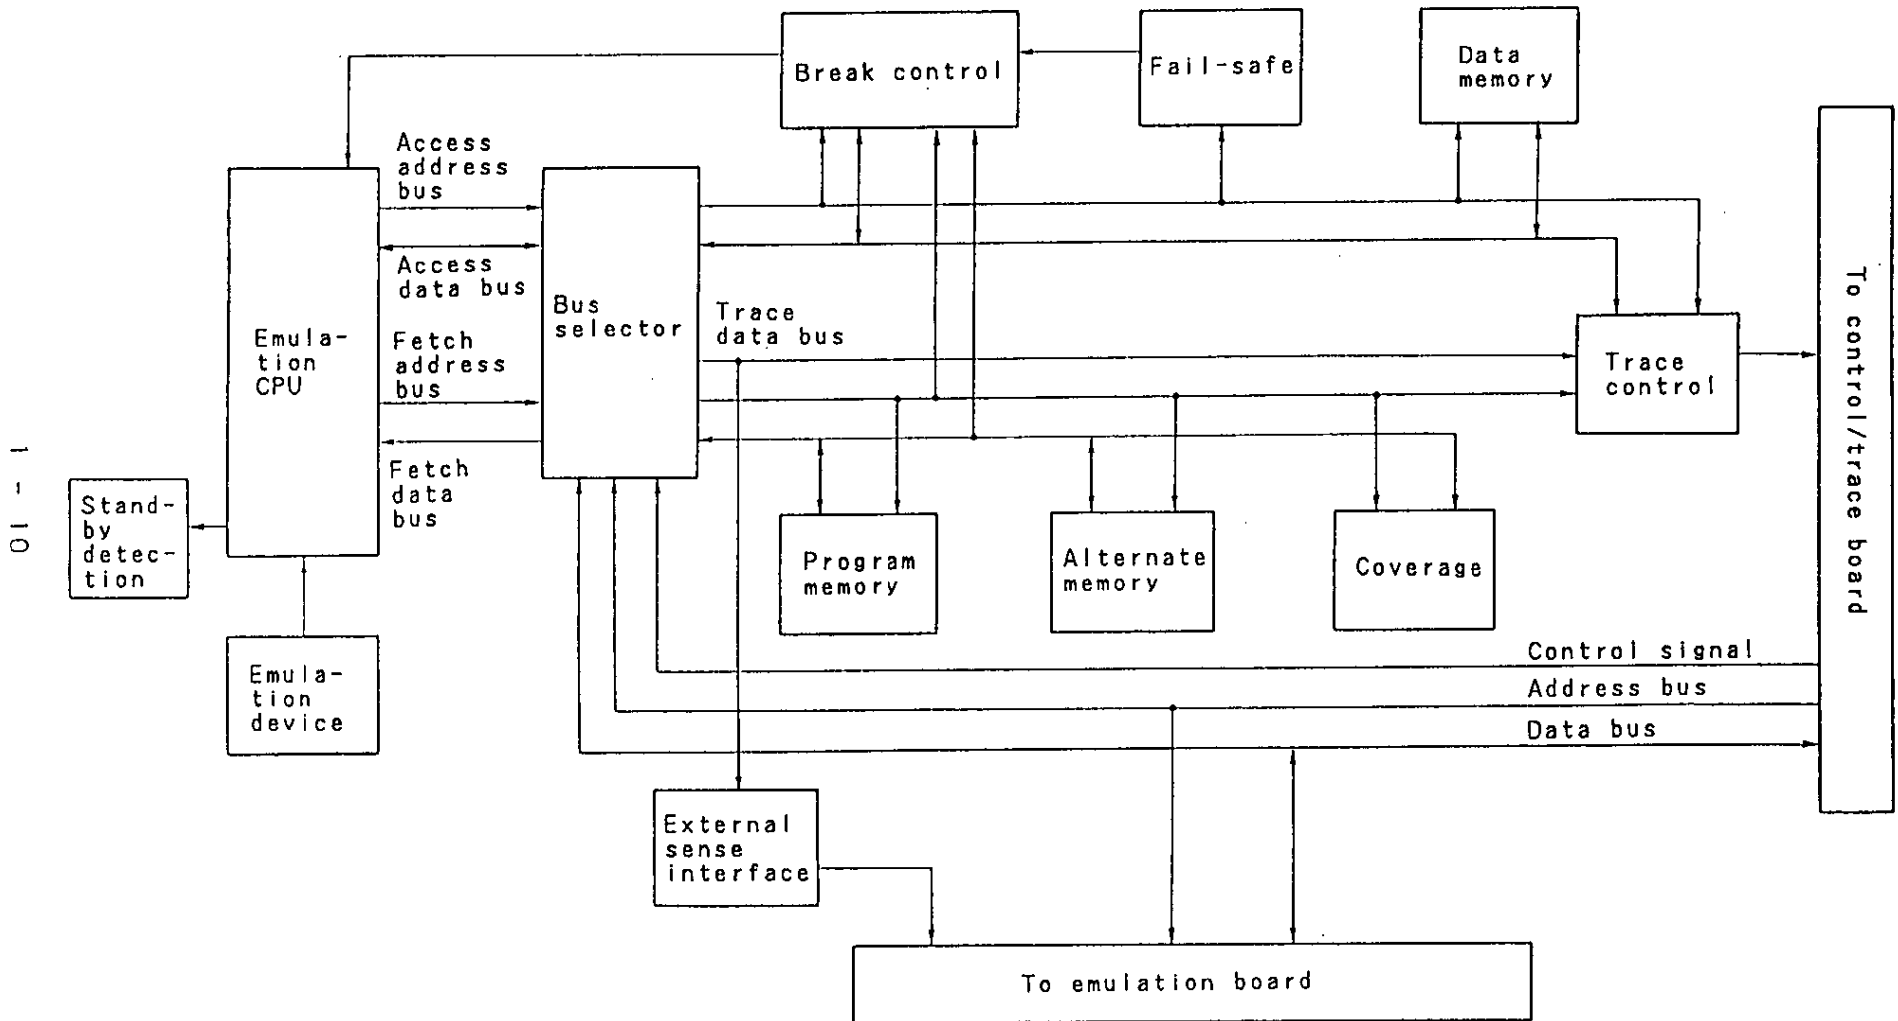 Break control
Fail-safe
Data
memory
Access
address
bus
Access
data bus
Emula-
tion
CPU
Fetch
address
bus
Fetch
data
bus
Bus
selector
Trace
data bus
Trace
control
To control/trace board
Stand-
by
detec-
tion
Program
memory
Alternate
memory
Coverage
Emula-
tion
device
Control signal
Address bus
Data bus
External
sense
interface
To emulation board
1 - 10